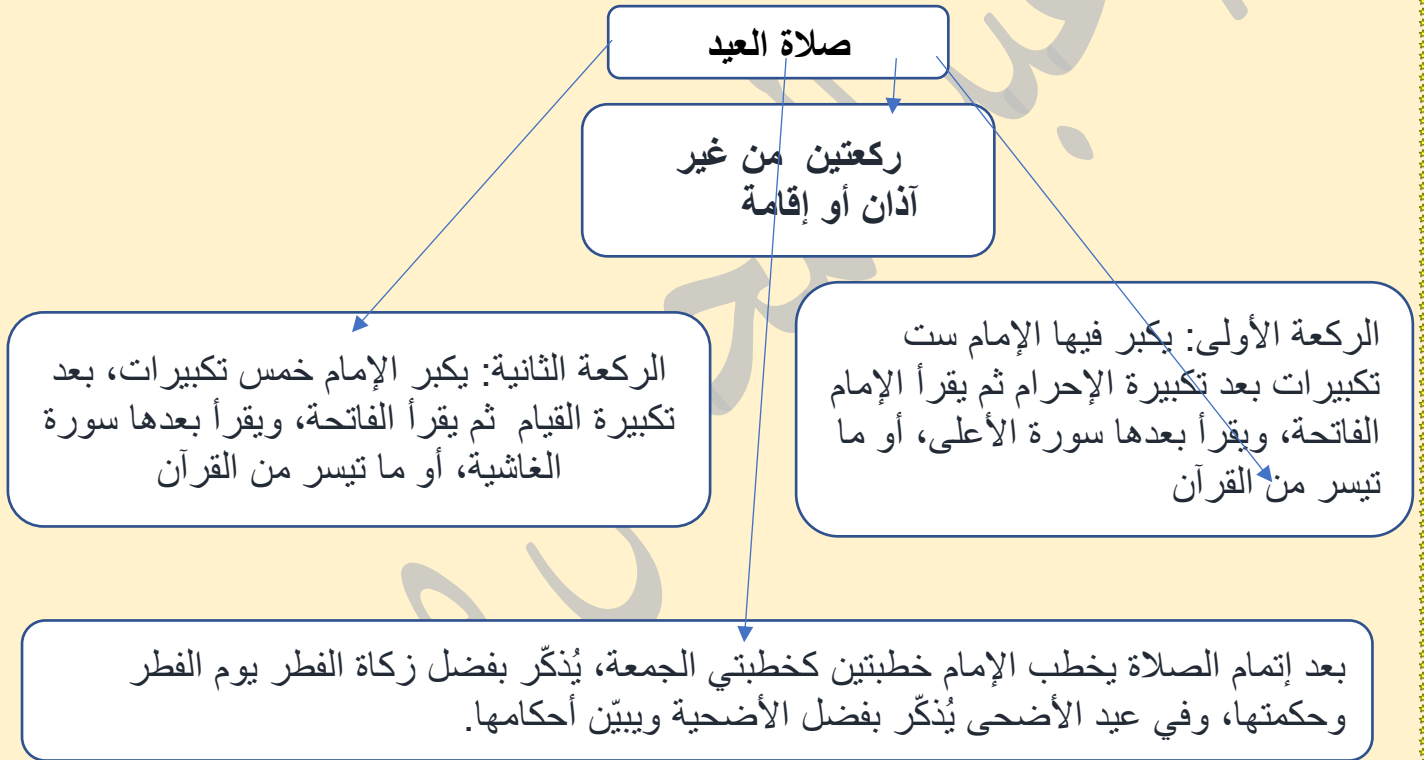 صلاة العيد
ركعتين من غير
آذان أو إقامة
الركعة الأولى: يكبر فيها الإمام ست
تكبيرات بعد تكبيرة الإحرام ثم يقرأ الإمام
الفاتحة، ويقرأ بعدها سورة الأعلى، أو ما
تيسر من القرآن
الركعة الثانية: يكبر الإمام خمس تكبيرات، بعد
تكبيرة القيام ثم يقرأ الفاتحة، ويقرأ بعدها سورة
الغاشية، أو ما تيسر من القرآن
بعد إتمام الصلاة يخطب الإمام خطبتين كخطبتي الجمعة، يُذكّر بفضل زكاة الفطر يوم الفطر
وحكمتها، وفي عيد الأضحى يُذكّر بفضل الأضحية ويبيّن أحكامها.